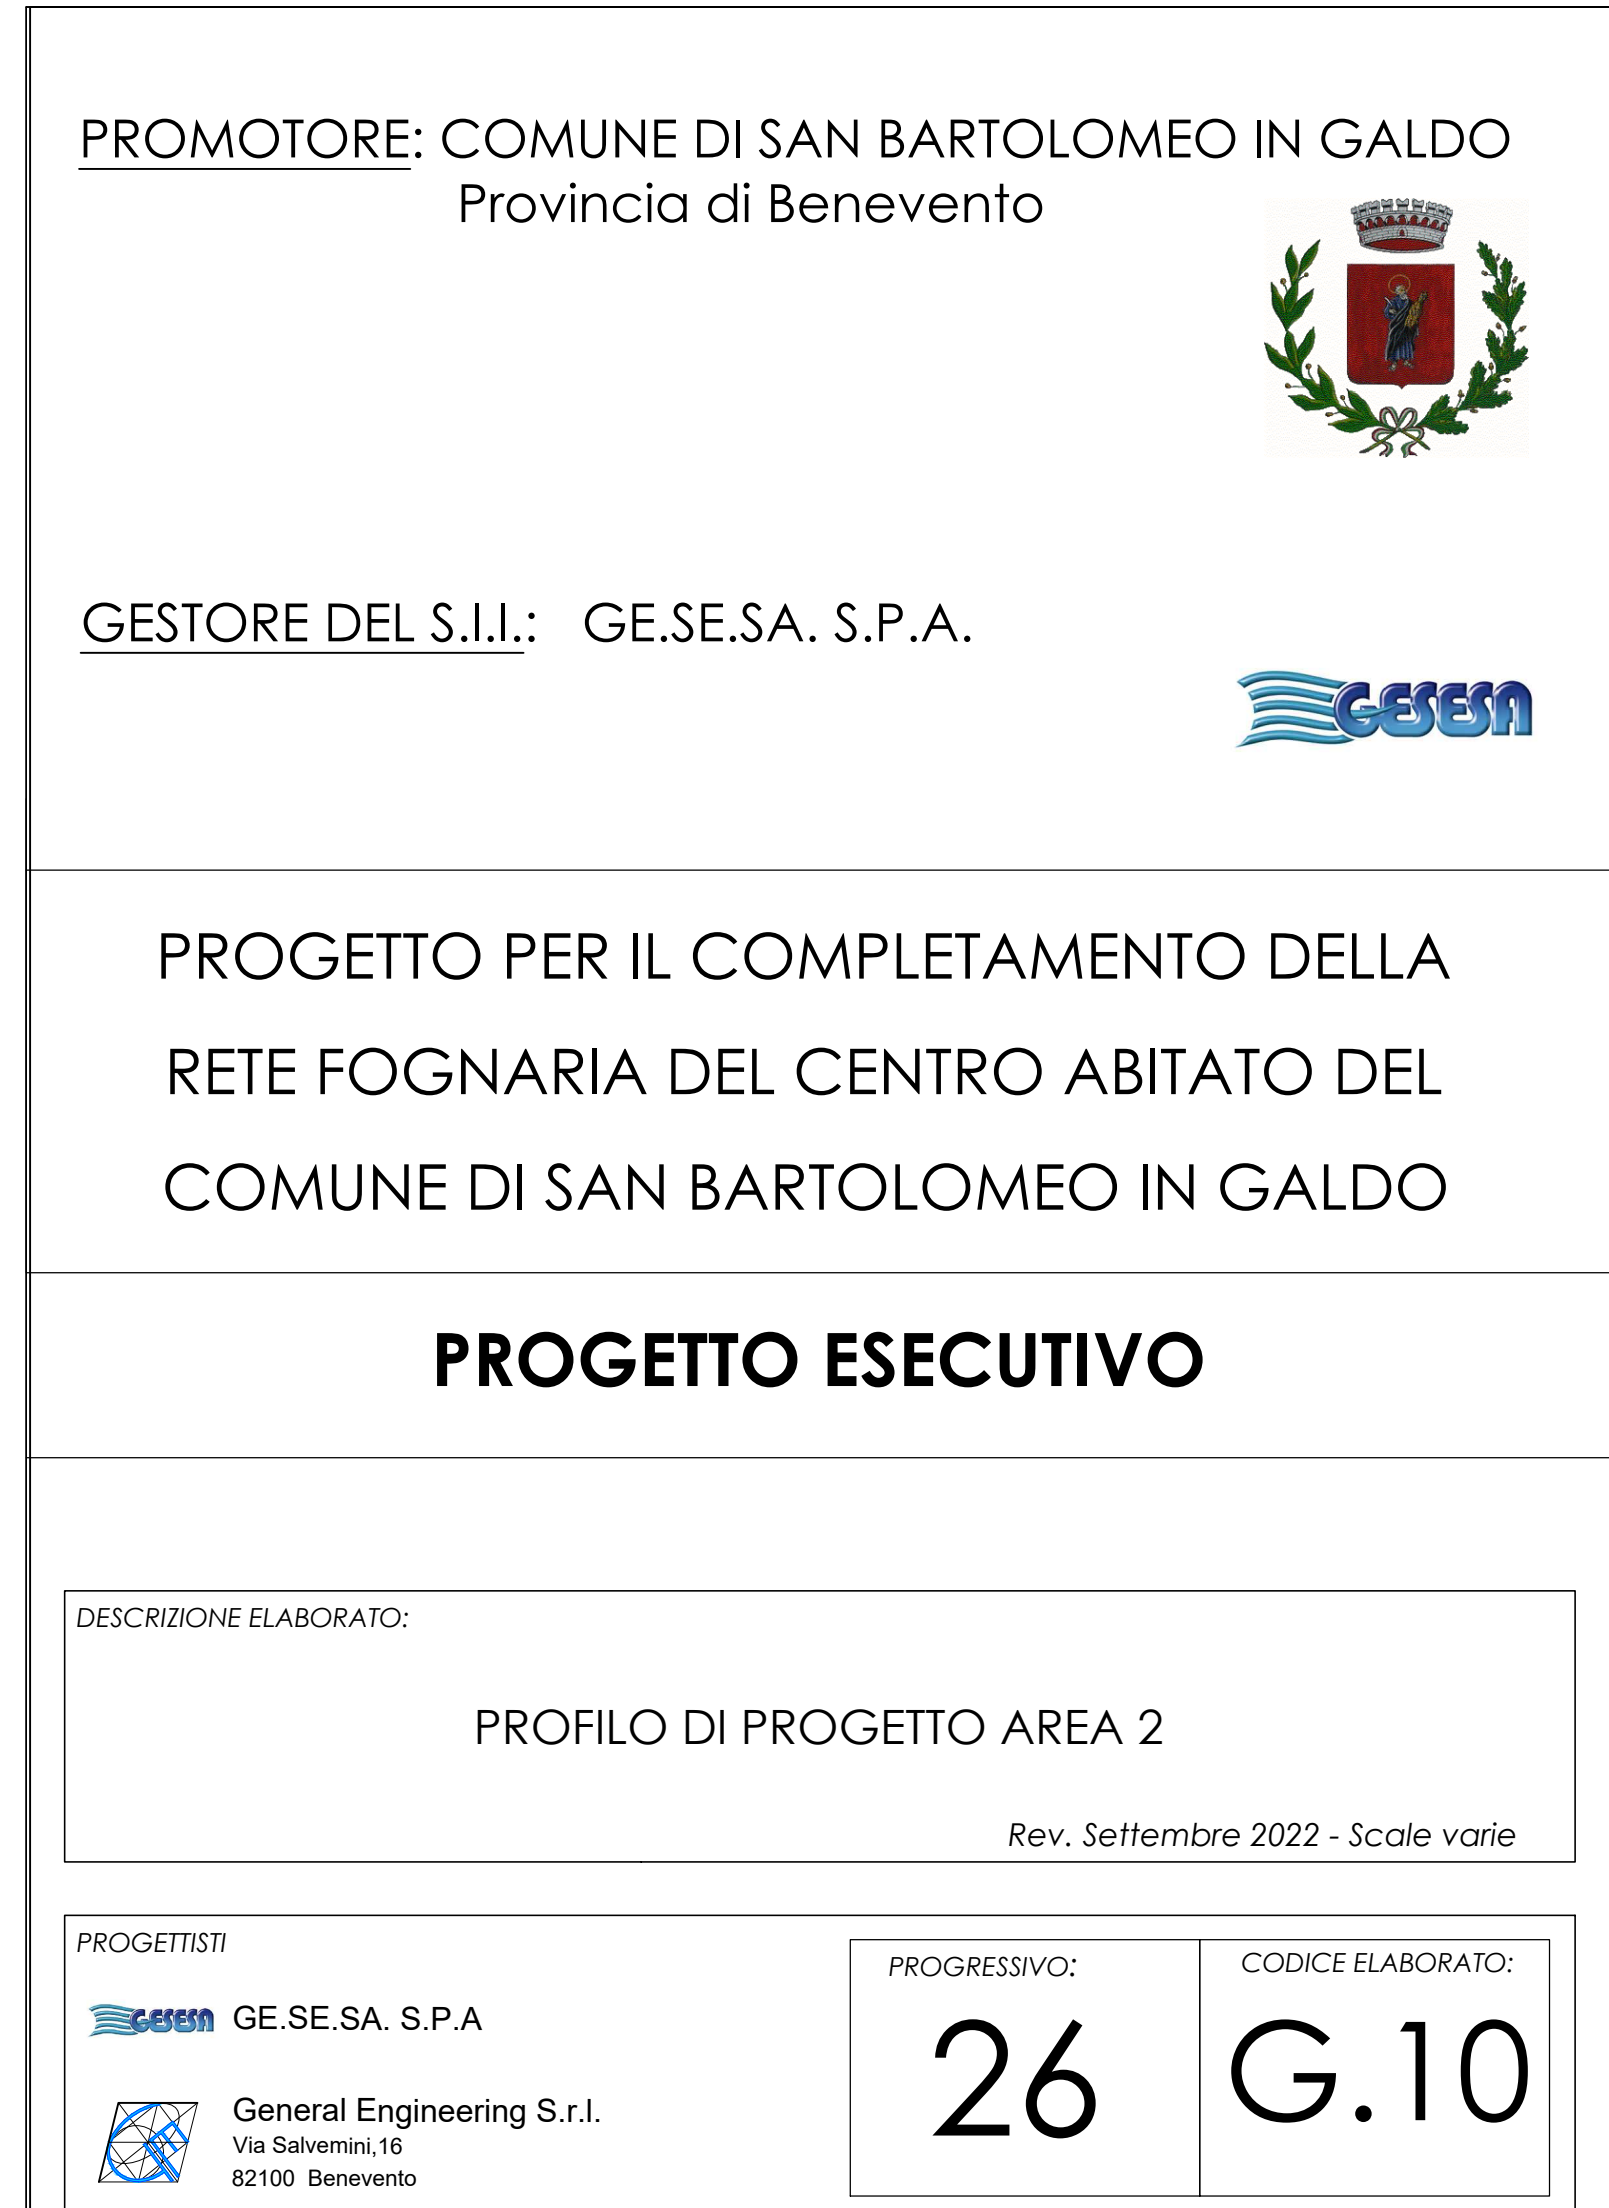 PROMOTORE: COMUNE DI SAN BARTOLOMEO IN GALDO
Provincia di Benevento
GESTORE DEL S.I.I.: GE.SE.SA. S.P.A.
GESESA
PROGETTO PER IL COMPLETAMENTO DELLA
RETE FOGNARIA DEL CENTRO ABITATO DEL
COMUNE DI SAN BARTOLOMEO IN GALDO
PROGETTO ESECUTIVO
DESCRIZIONE ELABORATO:
PROFILO DI PROGETTO AREA 2
Rev. Settembre 2022 - Scale varie
PROGETTISTI
GESESA GE.SE.SA. S.P.A
General Engineering S.r.l.
Via Salvemini,16
82100 Benevento
PROGRESSIVO:
26
CODICE ELABORATO:
G.10